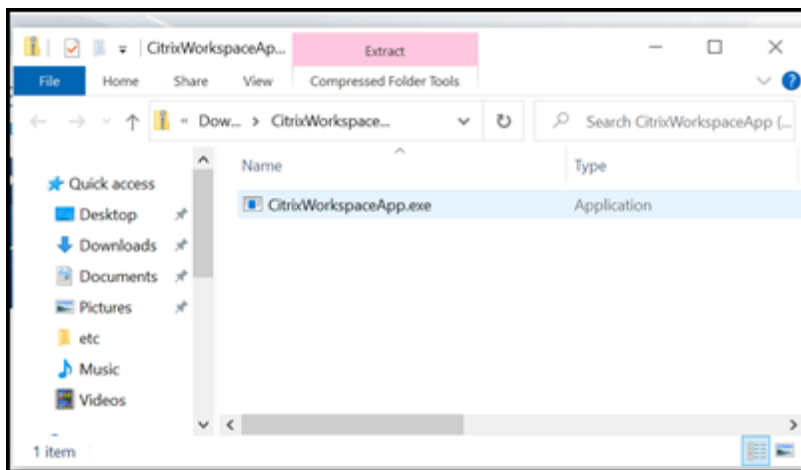 CitrixWorkspaceAp...
Extract
File
Home
Share
View
Compressed Folder Tools
« Dow... > CitrixWorkspace...
Search CitrixWorkspaceApp (...
Name
Type
Quick access
CitrixWorkspaceApp.exe
Application
Desktop
Downloads
Documents
Pictures
etc
Music
Videos
1 item